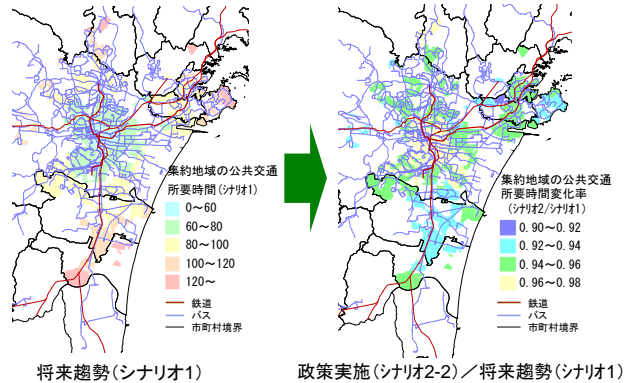 集約地域の公共交通
所要時間(シナリオ1)
0～60
60～80
80～100
100～120
120～
鉄道
バス
市町村境界
将来趨勢(シナリオ1)
集約地域の公共交通
所要時間変化率
(シナリオ2/シナリオ1)
0.90～0.92
0.92～0.94
0.94～0.96
0.96～0.98
鉄道
バス
市町村境界
政策実施(シナリオ2-2)／将来趨勢(シナリオ1)